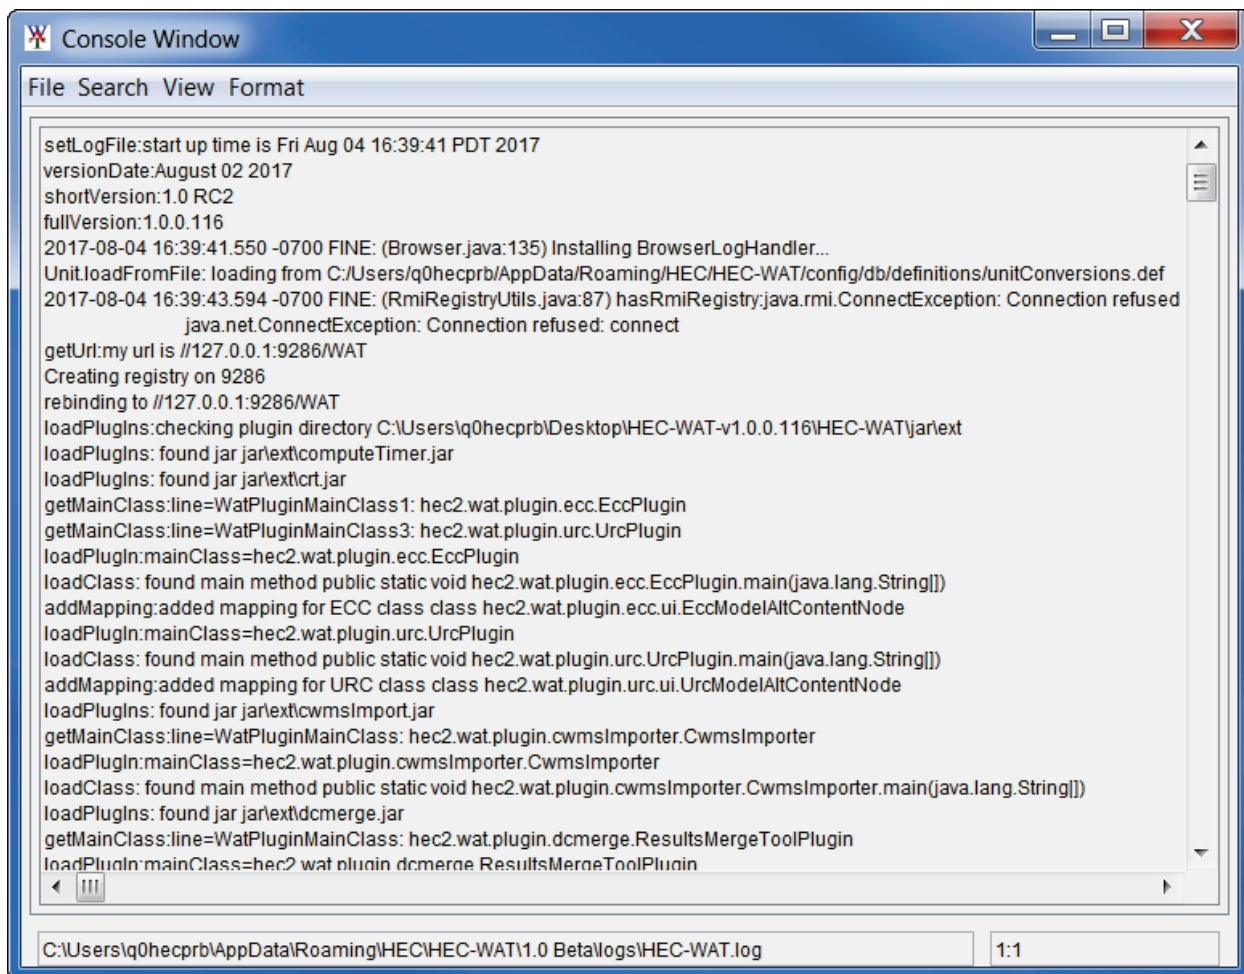 Console Window
File Search View Format
setLogFile:start up time is Fri Aug 04 16:39:41 PDT 2017
versionDate:August 02 2017
shortVersion:1.0 RC2
fullVersion:1.0.0.116
2017-08-04 16:39:41.550 -0700 FINE: (Browser.java:135) Installing BrowserLogHandler...
Unit.loadFromFile: loading from C:/Users/q0hecprb/AppData/Roaming/HEC/HEC-WAT/config/db/definitions/unitConversions.def
2017-08-04 16:39:43.594 -0700 FINE: (RmiRegistryUtils.java:87) hasRmiRegistry:java.rmi.ConnectException: Connection refused
java.net.ConnectException: Connection refused: connect
getUrl:my url is //127.0.0.1:9286/WAT
Creating registry on 9286
rebinding to //127.0.0.1:9286/WAT
loadPlugIns:checking plugin directory C:\Users\q0hecprb\Desktop\HEC-WAT-v1.0.0.116\HEC-WAT\jar\ext
loadPlugIns: found jar jar\ext\computeTimer.jar
loadPlugIns: found jar jar\ext\crt.jar
getMainClass:line=WatPluginMainClass1: hec2.wat.plugin.ecc.EccPlugin
getMainClass:line=WatPluginMainClass3: hec2.wat.plugin.urc.UrcPlugin
loadPlugIn:mainClass=hec2.wat.plugin.ecc.EccPlugin
loadClass: found main method public static void hec2.wat.plugin.ecc.EccPlugin.main(java.lang.String[])
addMapping:added mapping for ECC class class hec2.wat.plugin.ecc.ui.EccModelAltContentNode
loadPlugIn:mainClass=hec2.wat.plugin.urc.UrcPlugin
loadClass: found main method public static void hec2.wat.plugin.urc.UrcPlugin.main(java.lang.String[])
addMapping:added mapping for URC class class hec2.wat.plugin.urc.ui.UrcModelAltContentNode
loadPlugIns: found jar jar\ext\cwmsImport.jar
getMainClass:line=WatPluginMainClass: hec2.wat.plugin.cwmsImporter.CwmsImporter
loadPlugIn:mainClass=hec2.wat.plugin.cwmsImporter.CwmsImporter
loadClass: found main method public static void hec2.wat.plugin.cwmsImporter.CwmsImporter.main(java.lang.String[])
loadPlugIns: found jar jar\ext\dcmerge.jar
getMainClass:line=WatPluginMainClass: hec2.wat.plugin.dcmerge.ResultsMergeToolPlugin
loadPlugIn:mainClass=hec2.wat.plugin.dcmerge.ResultsMergeToolPlugin
C:\Users\q0hecprb\AppData\Roaming\HEC\HEC-WAT\1.0 Beta\logs\HEC-WAT.log
1:1